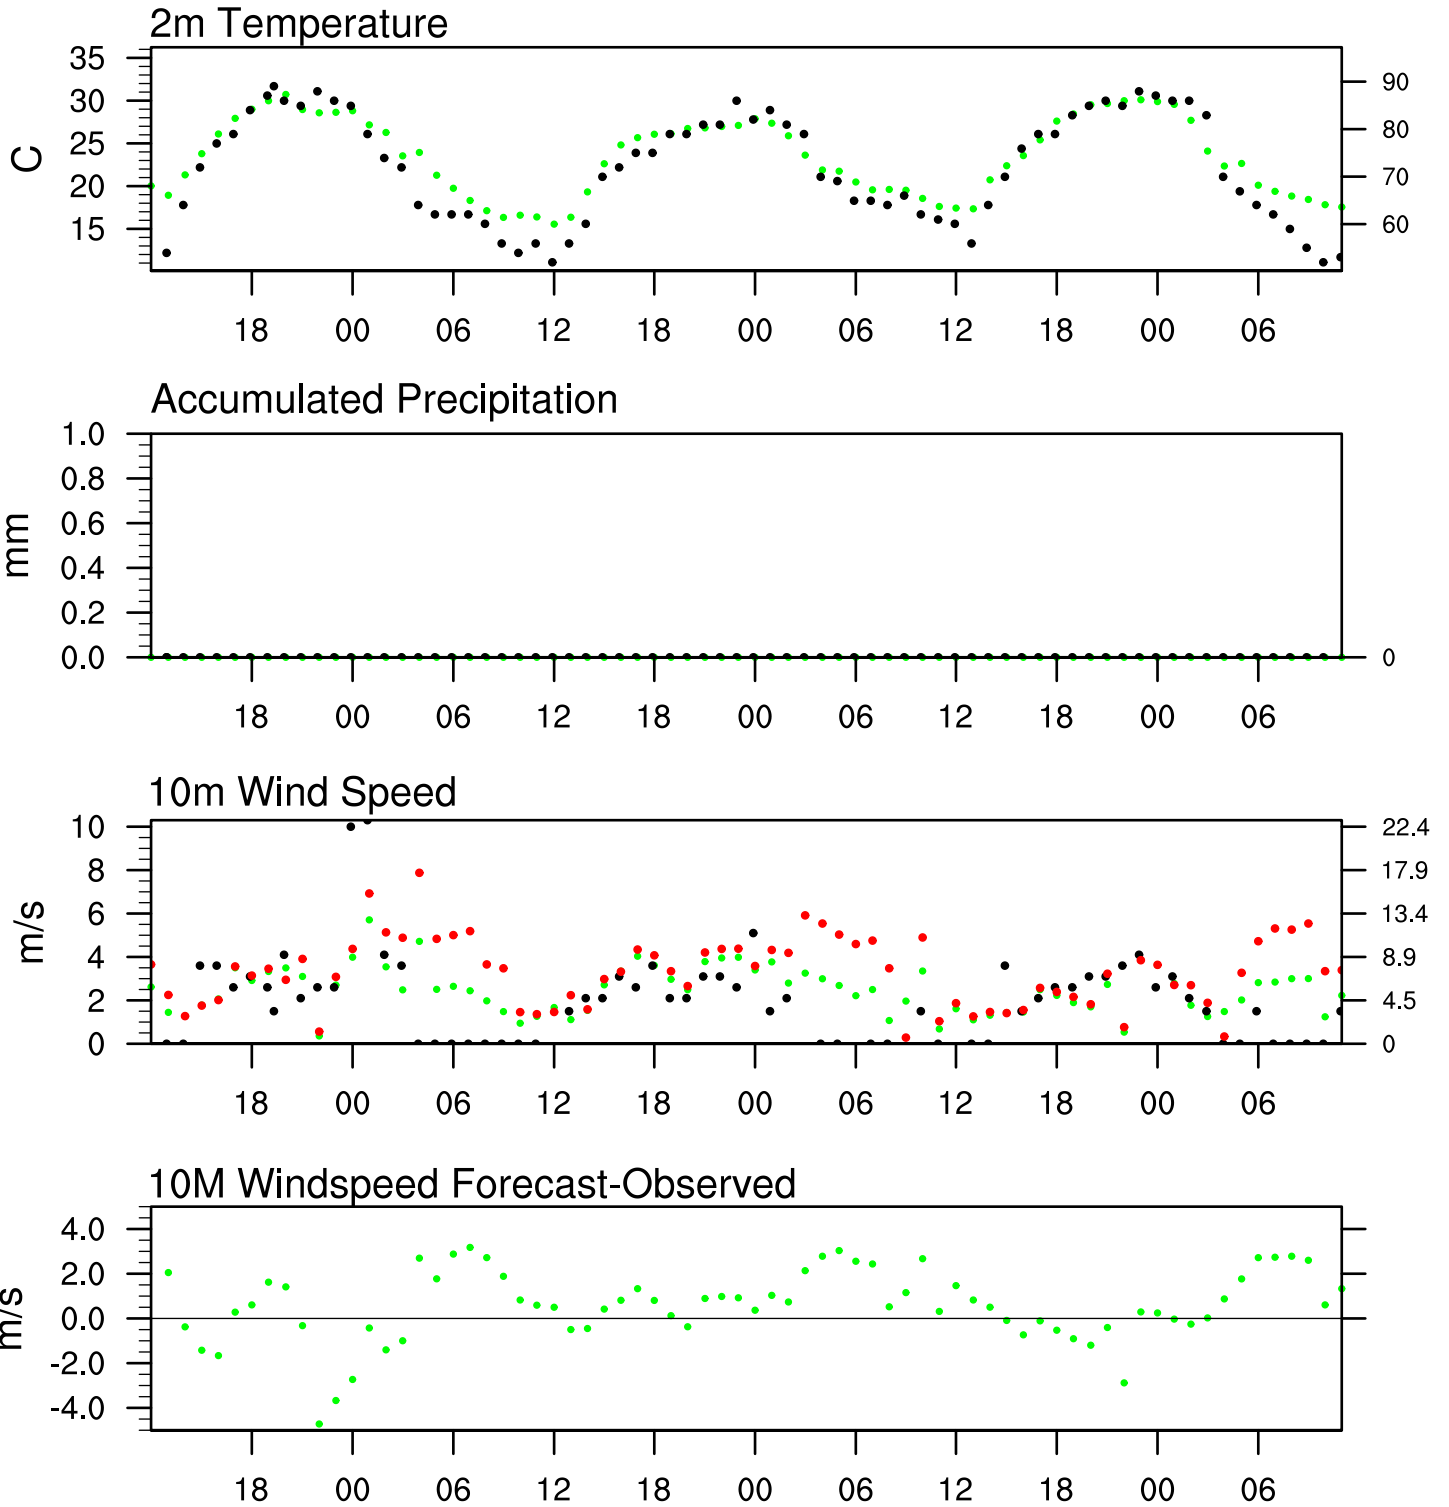 2m Temperature
35
30
25
20
15
C
90
80
70
60
18 00 06 12 18 00 06 12 18 00 06
Accumulated Precipitation
1.0
0.8
0.6
0.4
0.2
0.0
mm
0
18 00 06 12 18 00 06 12 18 00 06
10m Wind Speed
10
8
6
4
2
0
m/s
22.4
17.9
13.4
8.9
4.5
0
18 00 06 12 18 00 06 12 18 00 06
10M Windspeed Forecast-Observed
4.0
2.0
0.0
-2.0
-4.0
m/s
18 00 06 12 18 00 06 12 18 00 06